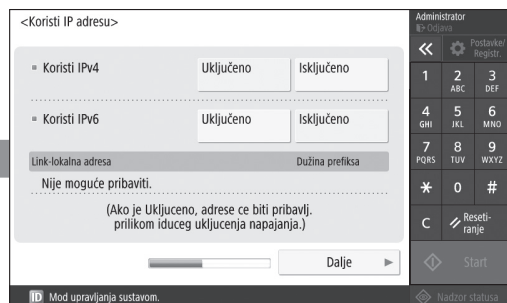 <Koristi IP adresu>
Koristi IPv4
Uključeno
Isključeno
Koristi IPv6
Uključeno
Isključeno
Link-lokalna adresa
Dužina prefiksa
Nije moguće pribaviti.
(Ako je Ukljuceno, adrese ce biti pribavlj.
prilikom iduceg ukljucenja napajanja.)
Dalje
ID Mod upravljanja sustavom.
Administrator
Odjava
Postavke/
Registr.
1
2 ABC
3 DEF
4 GHI
5 JKL
6 MNO
7 PQRS
8 TUV
9 WXYZ
*
0
#
C
Reseti-
ranje
Start
Nadzor statusa